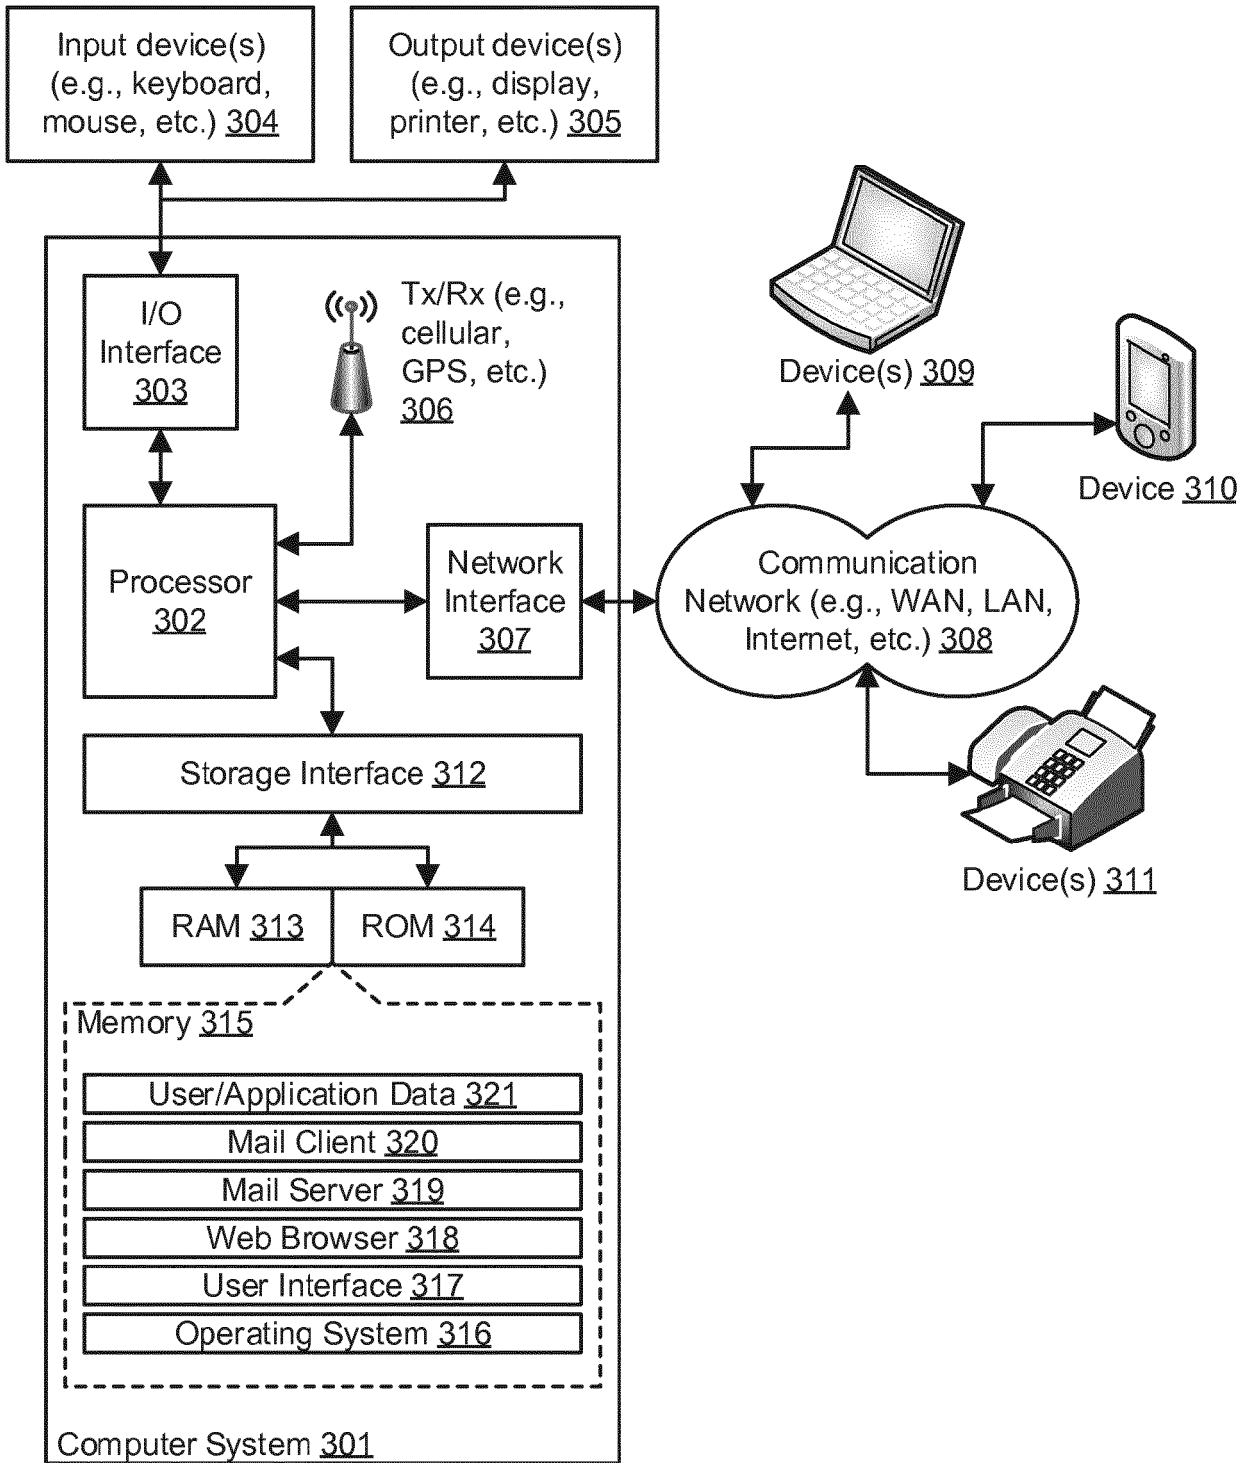 Input device(s)
(e.g., keyboard,
mouse, etc.) 304
Output device(s)
(e.g., display,
printer, etc.) 305
I/O
Interface
303
Tx/Rx (e.g.,
cellular,
GPS, etc.)
306
Device(s) 309
Device 310
Processor
302
Network
Interface
307
Communication
Network (e.g., WAN, LAN,
Internet, etc.) 308
Storage Interface 312
Device(s) 311
RAM 313
ROM 314
Memory 315
User/Application Data 321
Mail Client 320
Mail Server 319
Web Browser 318
User Interface 317
Operating System 316
Computer System 301